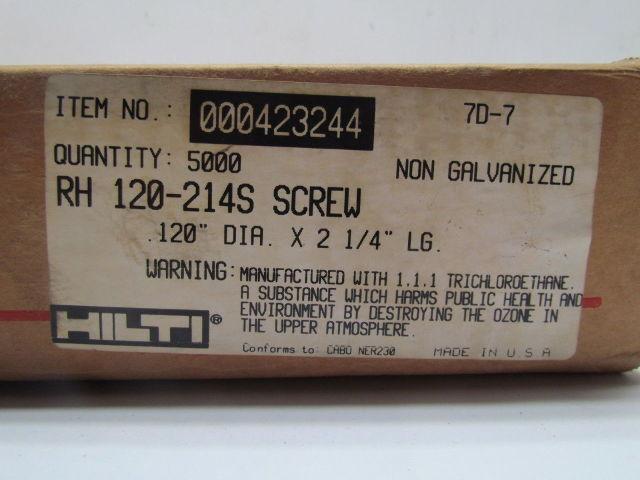 ITEM NO.: 000423244 7D-7
QUANTITY: 5000 NON GALVANIZED
RH 120-214S SCREW
.120" DIA. X 2 1/4" LG.
WARNING: MANUFACTURED WITH 1.1.1 TRICHLOROETHANE.
A SUBSTANCE WHICH HARMS PUBLIC HEALTH AND
ENVIRONMENT BY DESTROYING THE OZONE IN
THE UPPER ATMOSPHERE.
HILTI®
Conforms to: CABO NER230 MADE IN U.S.A